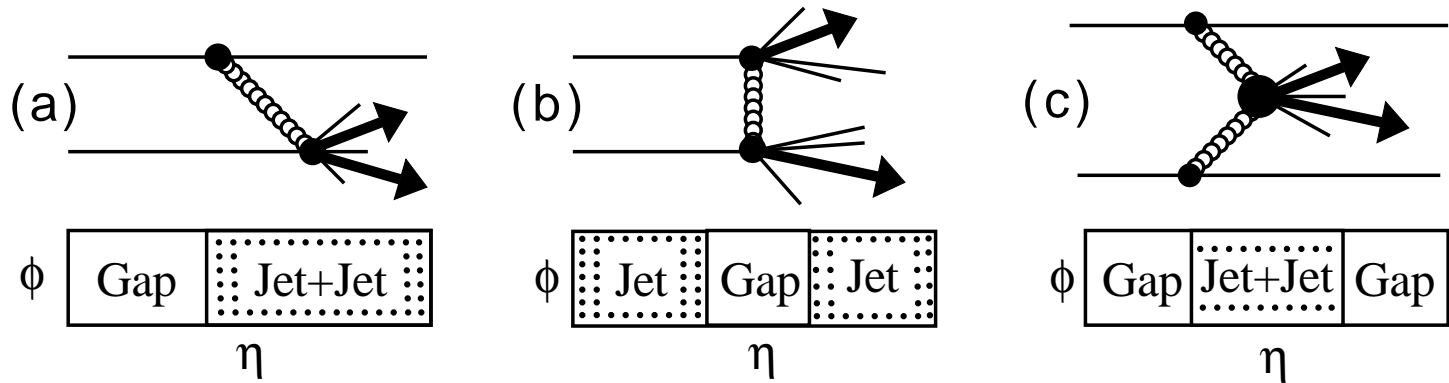 (a)
(b)
(c)
ϕ Gap Jet+Jet
η
ϕ Jet Gap Jet
η
ϕ Gap Jet+Jet Gap
η